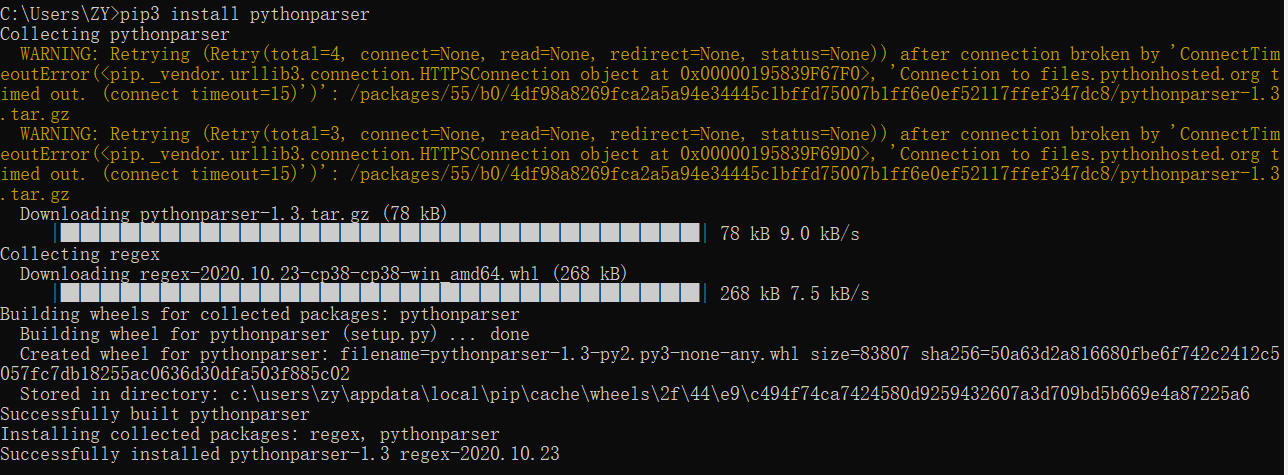 C:\Users\ZY>pip3 install pythonparser
Collecting pythonparser
  WARNING: Retrying (Retry(total=4, connect=None, read=None, redirect=None, status=None)) after connection broken by 'ConnectTim
eoutError(<pip._vendor.urllib3.connection.HTTPSConnection object at 0x00000195839F67F0>, 'Connection to files.pythonhosted.org t
imed out. (connect timeout=15)')': /packages/55/b0/4df98a8269fca2a5a94e34445c1bffd75007b1ff6e0ef52117ffef347dc8/pythonparser-1.3
.tar.gz
  WARNING: Retrying (Retry(total=3, connect=None, read=None, redirect=None, status=None)) after connection broken by 'ConnectTim
eoutError(<pip._vendor.urllib3.connection.HTTPSConnection object at 0x00000195839F69D0>, 'Connection to files.pythonhosted.org t
imed out. (connect timeout=15)')': /packages/55/b0/4df98a8269fca2a5a94e34445c1bffd75007b1ff6e0ef52117ffef347dc8/pythonparser-1.3
.tar.gz
  Downloading pythonparser-1.3.tar.gz (78 kB)
     |████████████████████████████████| 78 kB 9.0 kB/s
Collecting regex
  Downloading regex-2020.10.23-cp38-cp38-win_amd64.whl (268 kB)
     |████████████████████████████████| 268 kB 7.5 kB/s
Building wheels for collected packages: pythonparser
  Building wheel for pythonparser (setup.py) ... done
  Created wheel for pythonparser: filename=pythonparser-1.3-py2.py3-none-any.whl size=83807 sha256=50a63d2a816680fbe6f742c2412c5
057fc7db18255ac0636d30dfa503f885c02
  Stored in directory: c:\users\zy\appdata\local\pip\cache\wheels\2f\44\e9\c494f74ca7424580d9259432607a3d709bd5b669e4a87225a6
Successfully built pythonparser
Installing collected packages: regex, pythonparser
Successfully installed pythonparser-1.3 regex-2020.10.23